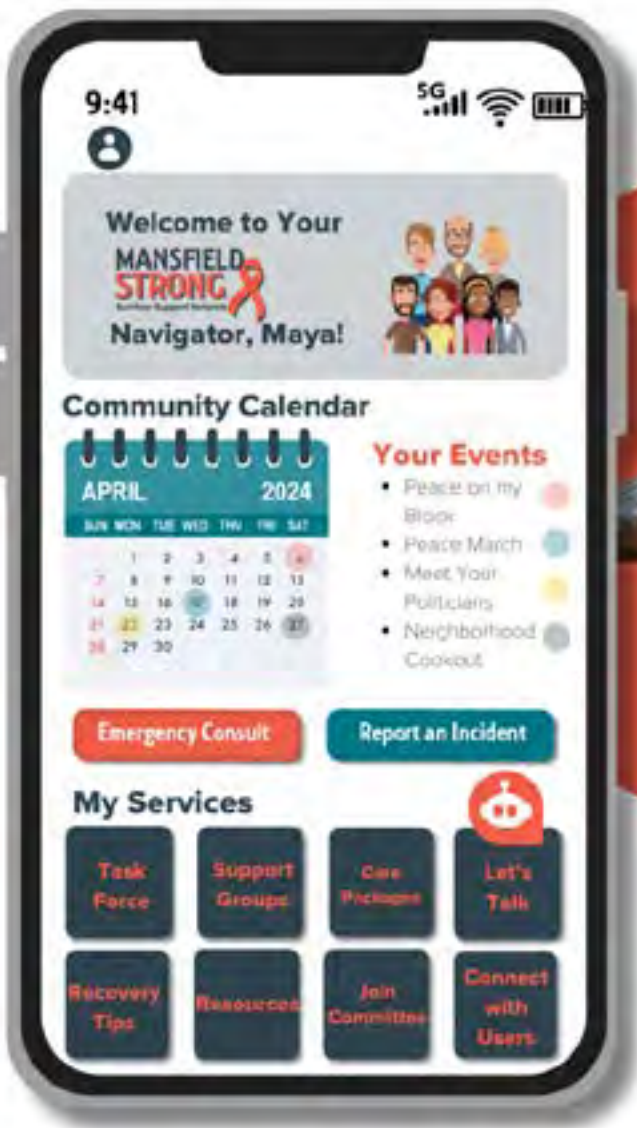 9:41
5G
Welcome to Your
MANSFIELD
STRONG
Navigator, Maya!
Community Calendar
APRIL 2024
SUN MON TUE WED THU FRI SAT
1 2 3 4 5 6
7 8 9 10 11 12 13
14 15 16 17 18 19 20
21 22 23 24 25 26 27
28 29 30
Your Events
• Peace on my
Block
• Peace March
• Meet Your
Politicians
• Neighborhood
Cookout
Emergency Consult
Report an Incident
My Services
Task
Force
Support
Groups
Care
Packages
Let's
Talk
Recovery
Tips
Resources
Join
Committee
Connect
with
Users